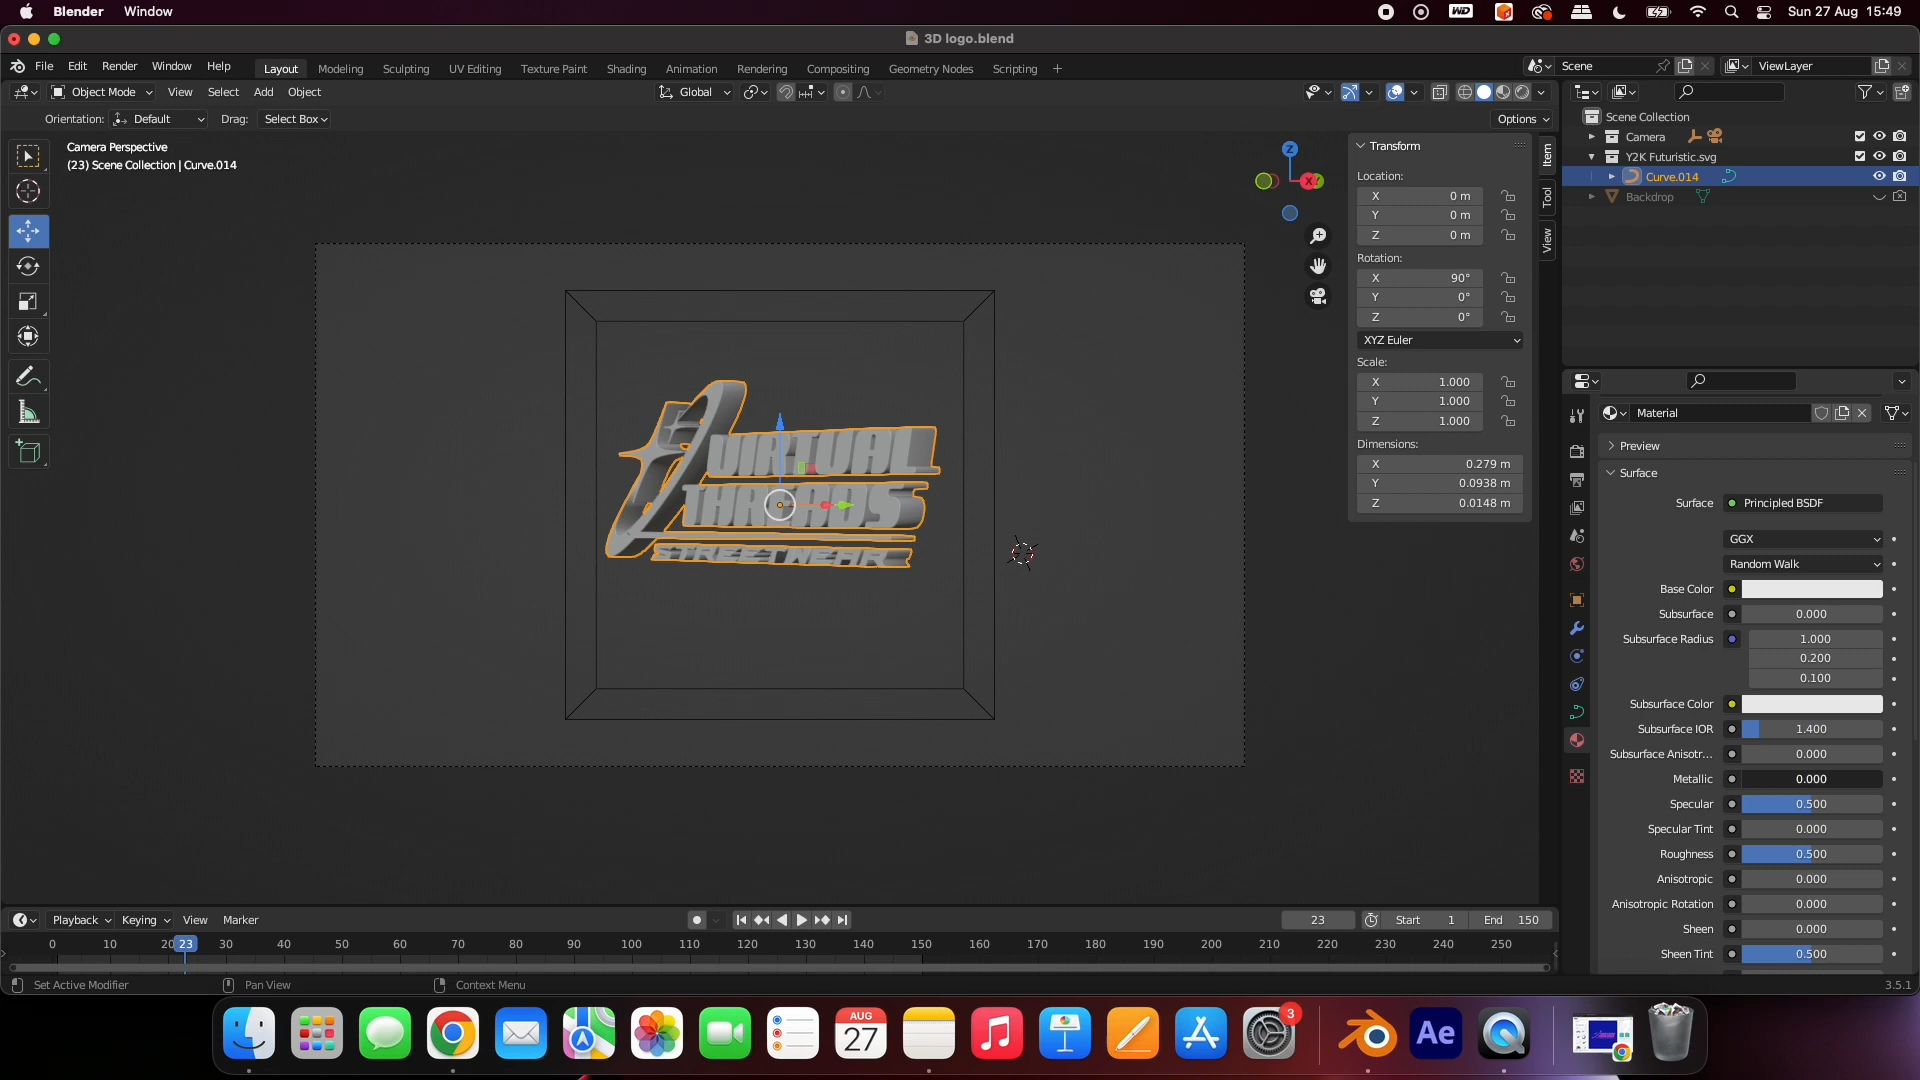 Blender Window
WD
Sun 27 Aug 15:49
3D logo.blend
File Edit Render Window Help Layout Modeling Sculpting UV Editing Texture Paint Shading Animation Rendering Compositing Geometry Nodes Scripting + Scene ViewLayer
Object Mode View Select Add Object Global
Orientation: Default Drag: Select Box Options
Camera Perspective
(23) Scene Collection | Curve.014
Z
X Y
Transform
Location:
X 0 m
Y 0 m
Z 0 m
Rotation:
X 90°
Y 0°
Z 0°
XYZ Euler
Scale:
X 1.000
Y 1.000
Z 1.000
Dimensions:
X 0.279 m
Y 0.0938 m
Z 0.0148 m
Item
Tool
View
Scene Collection
Camera
Y2K Futuristic.svg
Curve.014
Backdrop
VIRTUAL
THREADS
STREETWEAR
Material
Preview
Surface
Surface Principled BSDF
GGX
Random Walk
Base Color
Subsurface 0.000
Subsurface Radius 1.000
0.200
0.100
Subsurface Color
Subsurface IOR 1.400
Subsurface Anisotr... 0.000
Metallic 0.000
Specular 0.500
Specular Tint 0.000
Roughness 0.500
Anisotropic 0.000
Anisotropic Rotation 0.000
Sheen 0.000
Sheen Tint 0.500
Playback Keying View Marker 23 Start 1 End 150
0 10 20 23 30 40 50 60 70 80 90 100 110 120 130 140 150 160 170 180 190 200 210 220 230 240 250
Set Active Modifier Pan View Context Menu 3.5.1
AUG
27
3
Ae